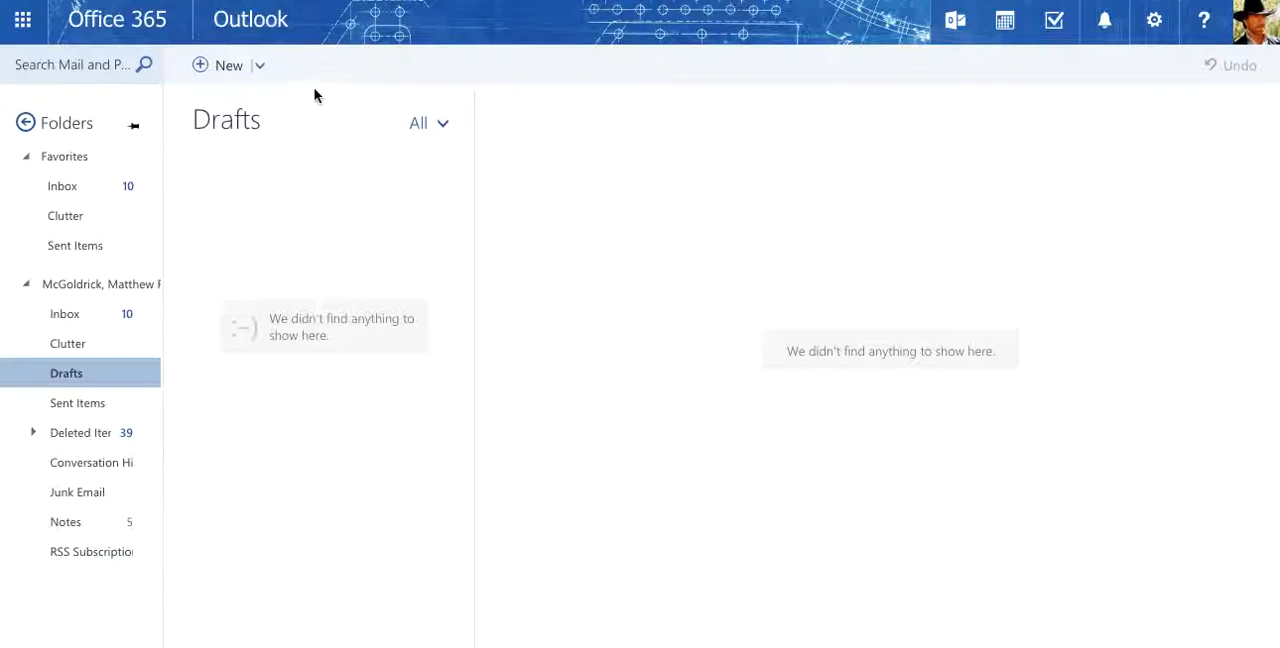 Office 365
Outlook
?
Search Mail and P...
New
Undo
Folders
Drafts
All
Favorites
Inbox 10
Clutter
Sent Items
McGoldrick, Matthew F
Inbox 10
Clutter
Drafts
Sent Items
Deleted Iter 39
Conversation Hi
Junk Email
Notes 5
RSS Subscription
:-)
We didn't find anything to
show here.
We didn't find anything to show here.